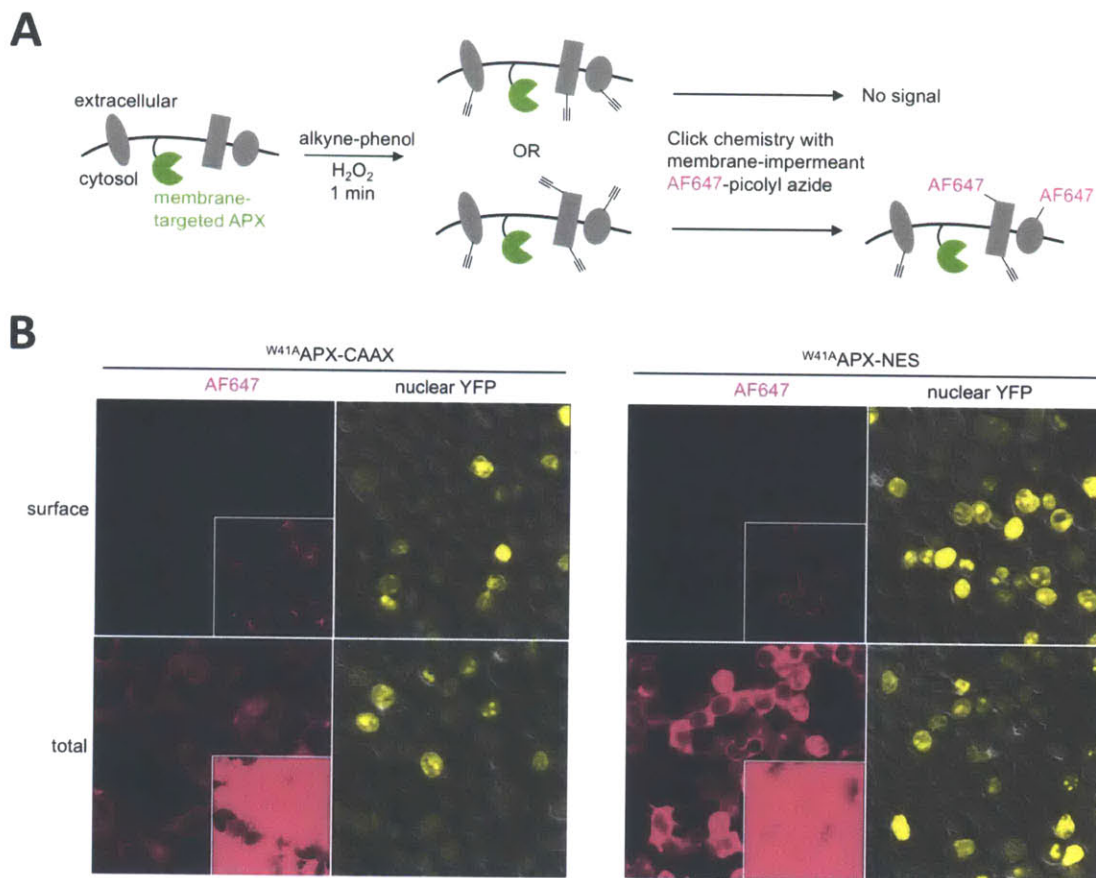 A
extracellular
cytosol
membrane-
targeted APX
alkyne-phenol
H₂O₂
1 min
OR
No signal
Click chemistry with
membrane-impermeant
AF647-picolyl azide
AF647
AF647
B
W41AAPX-CAAX
AF647 nuclear YFP
W41AAPX-NES
AF647 nuclear YFP
surface
total